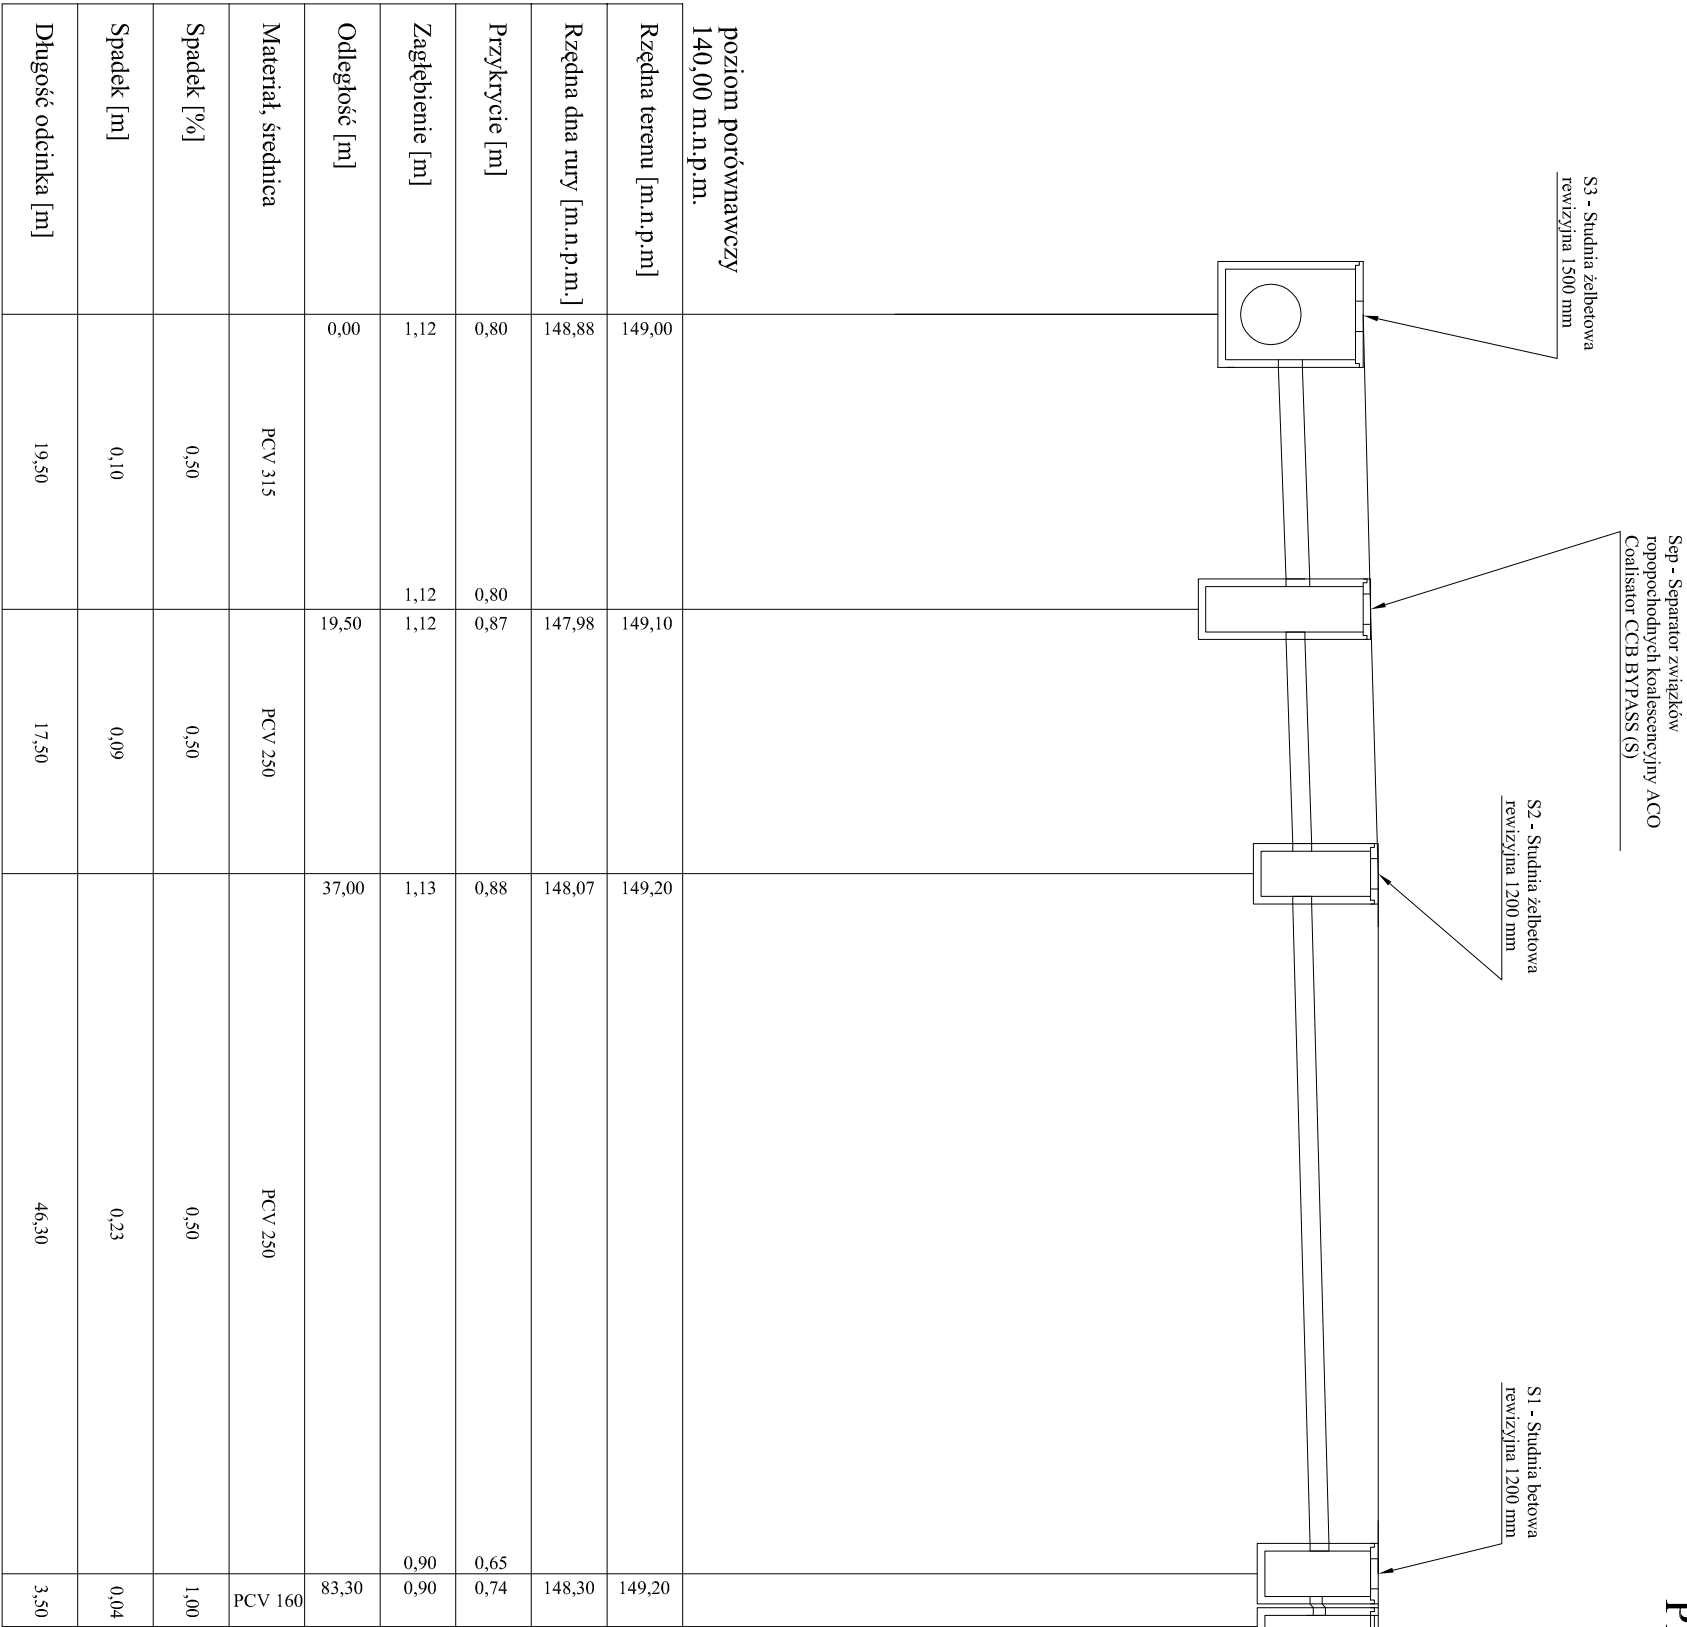 S3 - Studnia żelbetowa
rewizyjna 1500 mm
Sep - Separator związków
ropopochodnych koalescencyjny ACO
Coalisator CCB BYPASS (S)
S2 - Studnia żelbetowa
rewizyjna 1200 mm
S1 - Studnia betowa
rewizyjna 1200 mm
poziom porównawczy
140,00 m.n.p.m.
Rzędna terenu [m.n.p.m] 149,00 149,10 149,20 149,20
Rzędna dna rury [m.n.p.m.] 148,88 147,98 148,07 148,30
Przykrycie [m] 0,80 0,80 0,87 0,88 0,65 0,74
Zagłębienie [m] 1,12 1,12 1,12 1,13 0,90 0,90
Odległość [m] 0,00 19,50 37,00 83,30
Materiał, średnica PCV 315 PCV 250 PCV 250 PCV 160
Spadek [%] 0,50 0,50 0,50 1,00
Spadek [m] 0,10 0,09 0,23 0,04
Długość odcinka [m] 19,50 17,50 46,30 3,50